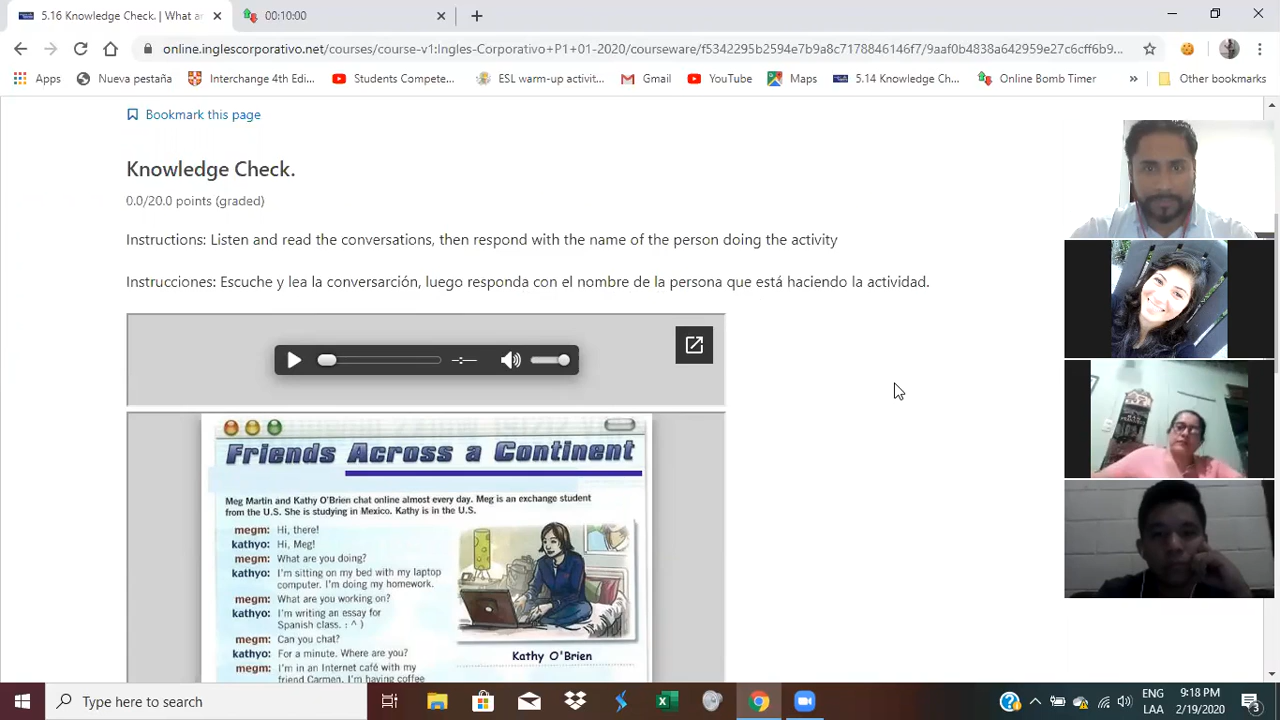 5.16 Knowledge Check. | What a
00:10:00
online.inglescorporativo.net/courses/course-v1:Ingles-Corporativo+P1+01-2020/courseware/f5342295b2594e7b9a8c7178846146f7/9aaf0b4838a642959e27c6cff6b9...
Apps
Nueva pestaña
Interchange 4th Edi...
Students Compete...
ESL warm-up activit...
Gmail
YouTube
Maps
5.14 Knowledge Ch...
Online Bomb Timer
»
Other bookmarks
Bookmark this page
Knowledge Check.
0.0/20.0 points (graded)
Instructions: Listen and read the conversations, then respond with the name of the person doing the activity
Instrucciones: Escuche y lea la conversarción, luego responda con el nombre de la persona que está haciendo la actividad.
-:--
Friends Across a Continent
Meg Martin and Kathy O'Brien chat online almost every day. Meg is an exchange student
from the U.S. She is studying in Mexico. Kathy is in the U.S.
megm: Hi, there!
kathyo: Hi, Meg!
megm: What are you doing?
kathyo: I'm sitting on my bed with my laptop
computer. I'm doing my homework.
megm: What are you working on?
kathyo: I'm writing an essay for
Spanish class. : ^ )
megm: Can you chat?
kathyo: For a minute. Where are you?
megm: I'm in an Internet café with my
friend Carmen. I'm having coffee
Kathy O'Brien
Type here to search
ENG
LAA
9:18 PM
2/19/2020
3